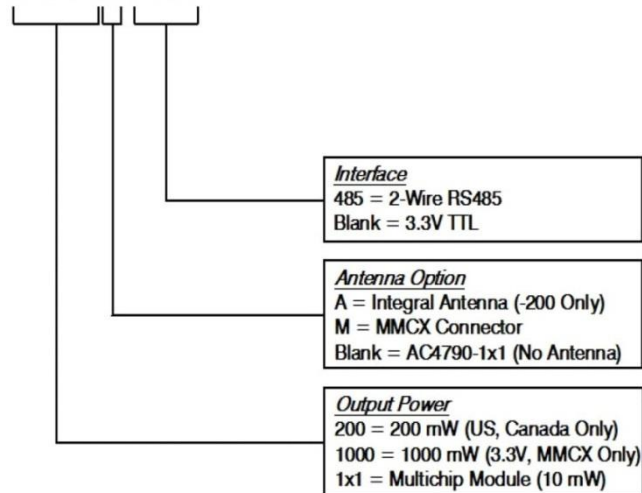 Interface
485 = 2-Wire RS485
Blank = 3.3V TTL
Antenna Option
A = Integral Antenna (-200 Only)
M = MMCX Connector
Blank = AC4790-1x1 (No Antenna)
Output Power
200 = 200 mW (US, Canada Only)
1000 = 1000 mW (3.3V, MMCX Only)
1x1 = Multichip Module (10 mW)